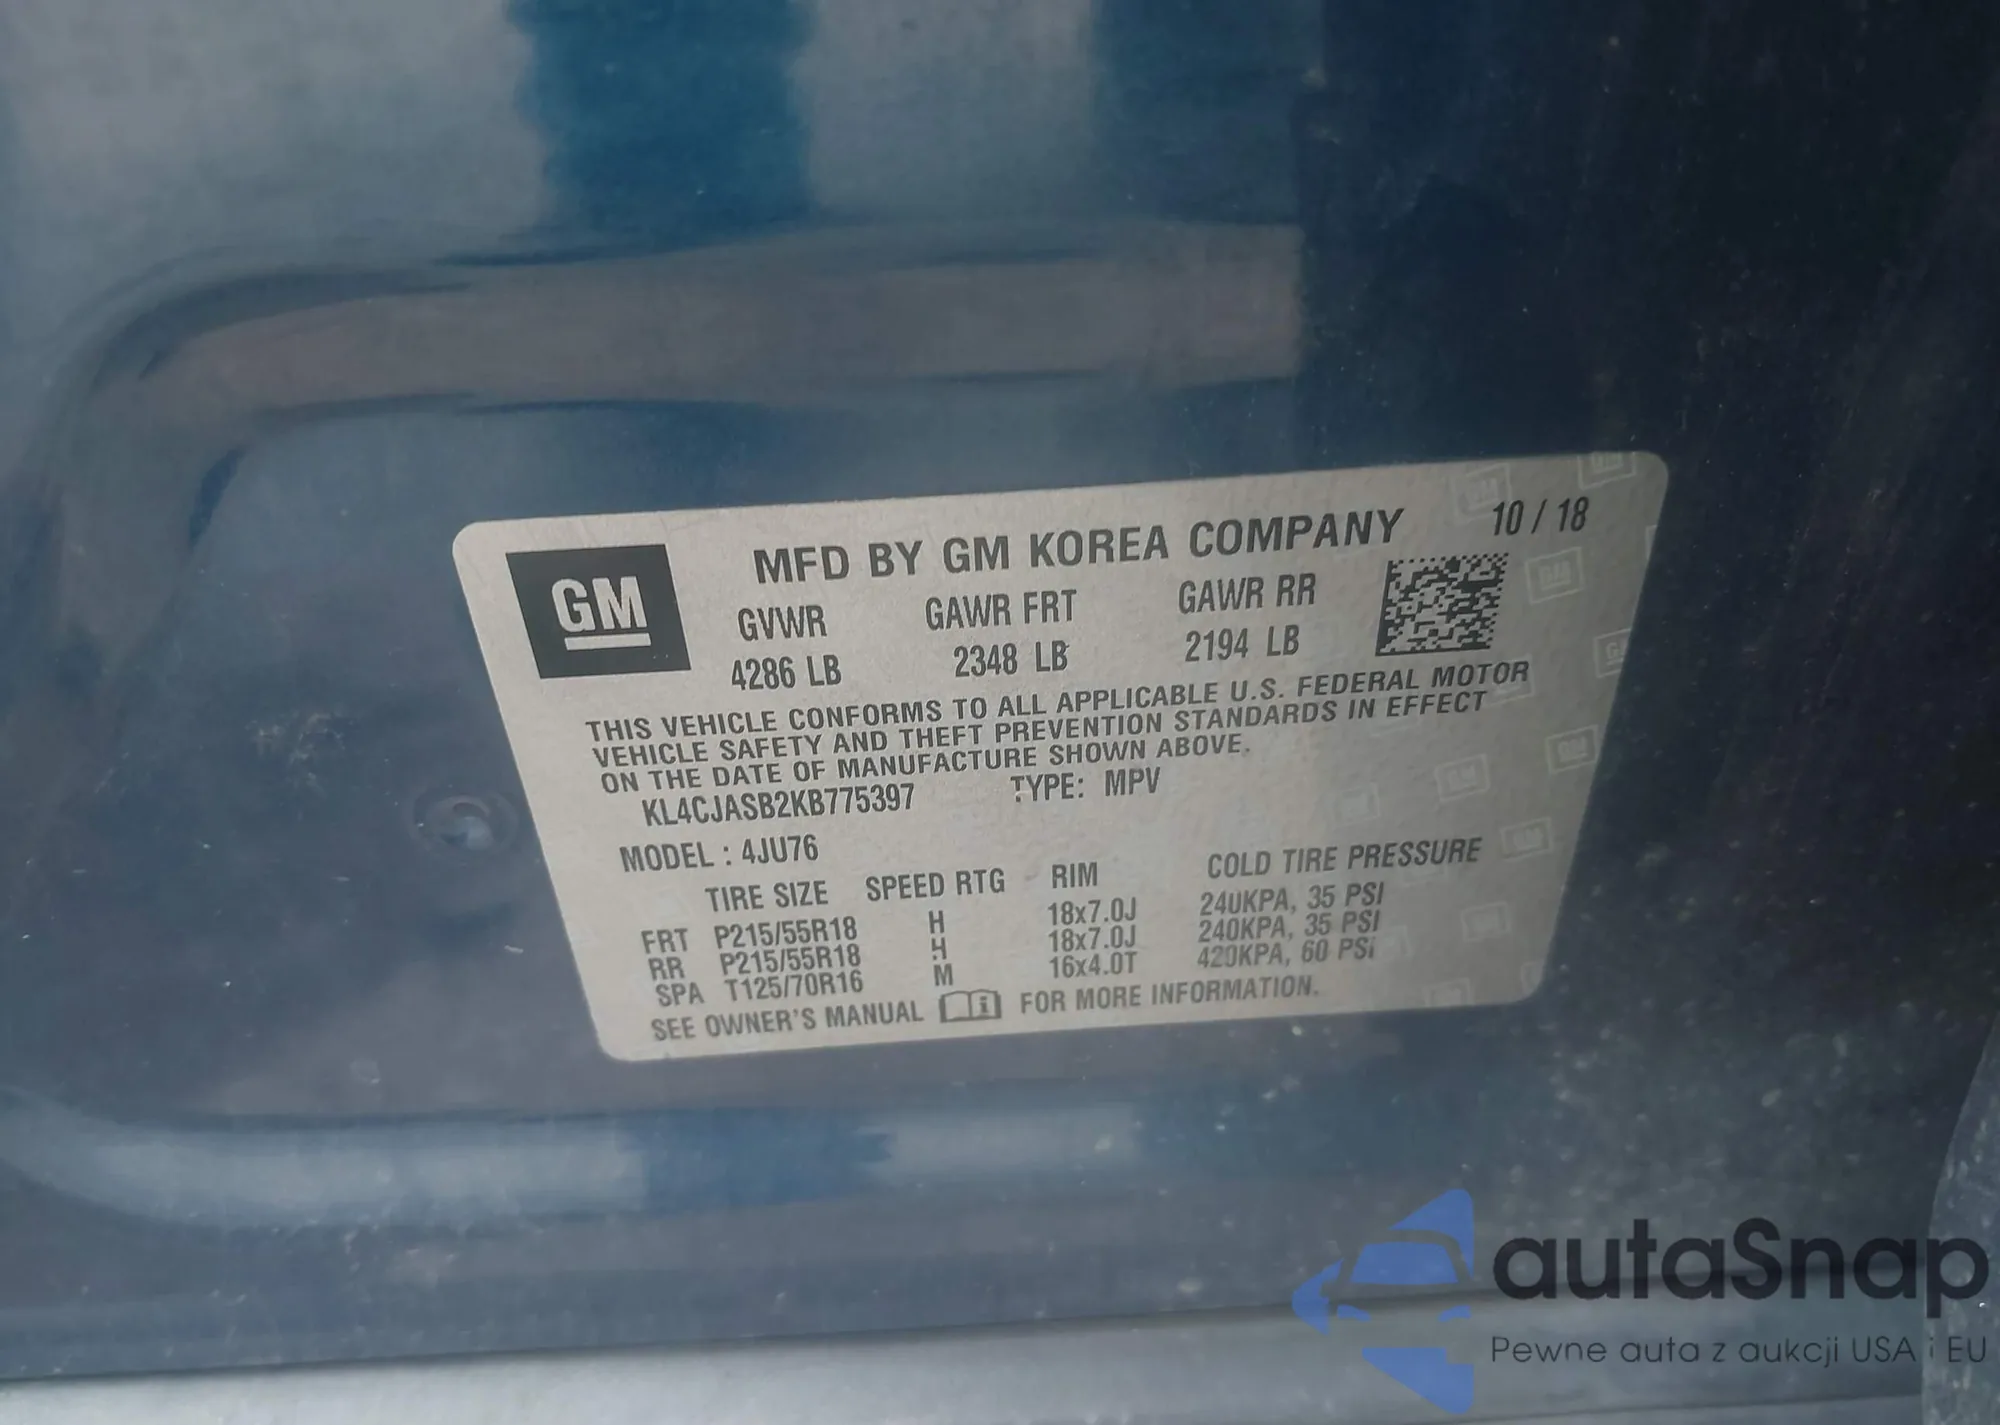 MFD BY GM KOREA COMPANY 10 / 18
GM
GVWR GAWR FRT GAWR RR
4286 LB 2348 LB 2194 LB
THIS VEHICLE CONFORMS TO ALL APPLICABLE U.S. FEDERAL MOTOR
VEHICLE SAFETY AND THEFT PREVENTION STANDARDS IN EFFECT
ON THE DATE OF MANUFACTURE SHOWN ABOVE.
KL4CJASB2KB775397 TYPE: MPV
MODEL : 4JU76
TIRE SIZE SPEED RTG RIM COLD TIRE PRESSURE
FRT P215/55R18 H 18x7.0J 240KPA, 35 PSI
RR P215/55R18 H 18x7.0J 240KPA, 35 PSI
SPA T125/70R16 M 16x4.0T 420KPA, 60 PSI
SEE OWNER'S MANUAL FOR MORE INFORMATION.
autaSnap
Pewne auta z aukcji USA i EU